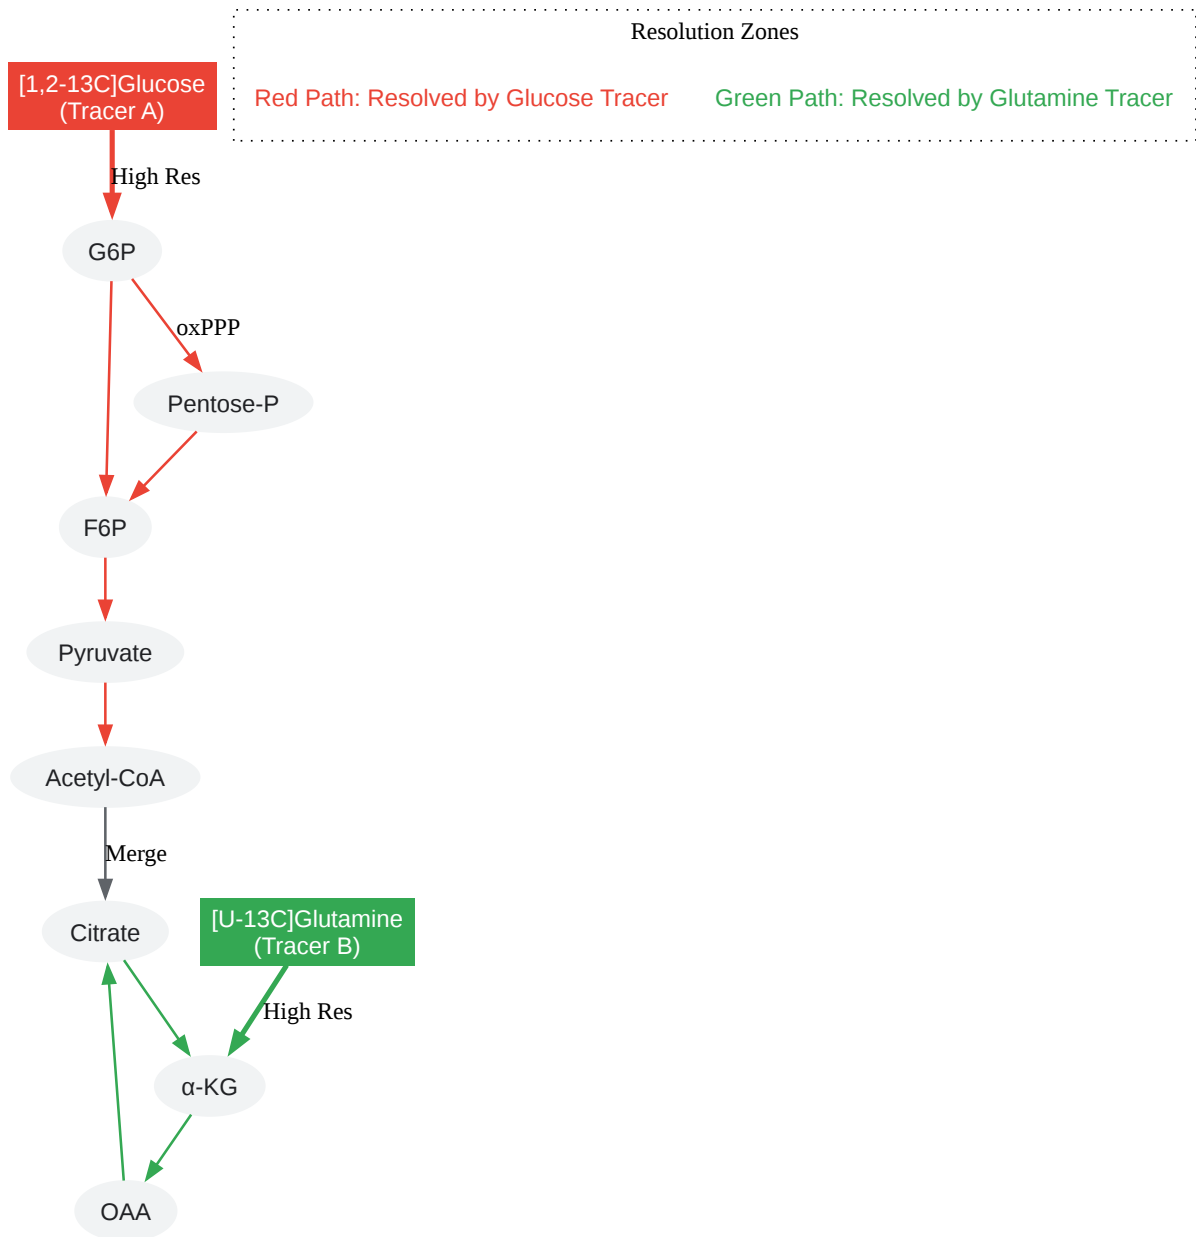 Resolution Zones
[1,2-13C]Glucose
(Tracer A)
Red Path: Resolved by Glucose Tracer
Green Path: Resolved by Glutamine Tracer
High Res
G6P
oxPPP
Pentose-P
F6P
Pyruvate
Acetyl-CoA
Merge
Citrate
[U-13C]Glutamine
(Tracer B)
High Res
α-KG
OAA